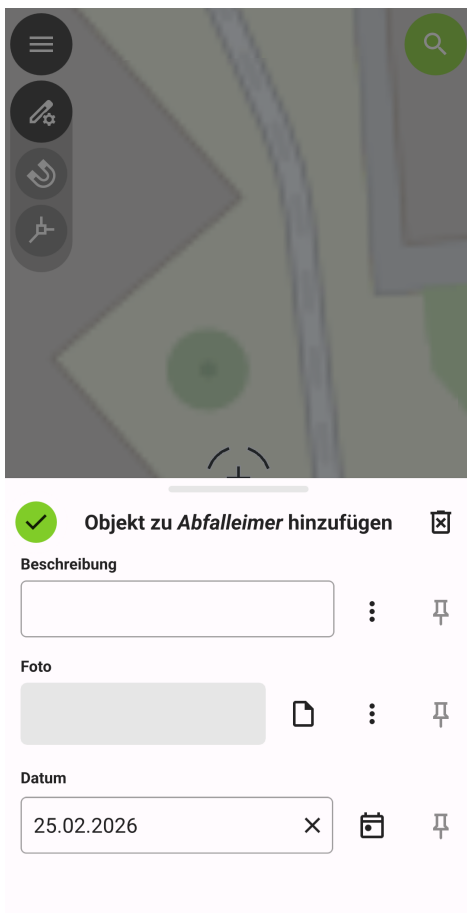 Objekt zu Abfalleimer hinzufügen
Beschreibung
Foto
Datum
25.02.2026